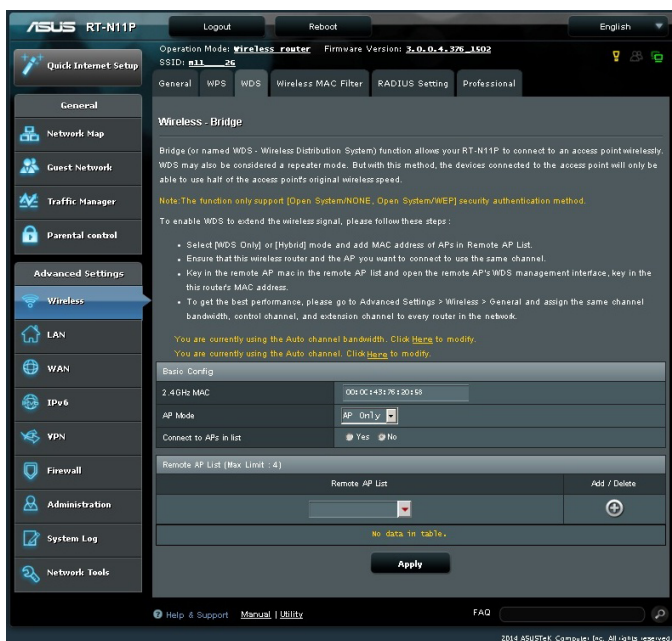 ASUS RT-N11P
Logout
Reboot
English
Quick Internet Setup
General
Network Map
Guest Network
Traffic Manager
Parental control
Advanced Settings
Wireless
LAN
WAN
IPv6
VPN
Firewall
Administration
System Log
Network Tools
Operation Mode: Wireless router Firmware Version: 3.0.0.4.376_1502
SSID: n11___26
General
WPS
WDS
Wireless MAC Filter
RADIUS Setting
Professional
Wireless - Bridge
Bridge (or named WDS - Wireless Distribution System) function allows your RT-N11P to connect to an access point wirelessly.
WDS may also be considered a repeater mode. But with this method, the devices connected to the access point will only be
able to use half of the access point's original wireless speed.
Note:The function only support [Open System/NONE, Open System/WEP] security authentication method.
To enable WDS to extend the wireless signal, please follow these steps :
• Select [WDS Only] or [Hybrid] mode and add MAC address of APs in Remote AP List.
• Ensure that this wireless router and the AP you want to connect to use the same channel.
• Key in the remote AP mac in the remote AP list and open the remote AP's WDS management interface, key in the
this router's MAC address.
• To get the best performance, please go to Advanced Settings > Wireless > General and assign the same channel
bandwidth, control channel, and extension channel to every router in the network.
You are currently using the Auto channel bandwidth. Click Here to modify.
You are currently using the Auto channel. Click Here to modify.
Basic Config
2.4GHz MAC
00:0C:43:76:20:58
AP Mode
AP Only
Connect to APs in list
Yes
No
Remote AP List (Max Limit : 4)
Remote AP List
Add / Delete
No data in table.
Apply
Help & Support Manual | Utility
FAQ
2014 ASUSTeK Computer Inc. All rights reserved.